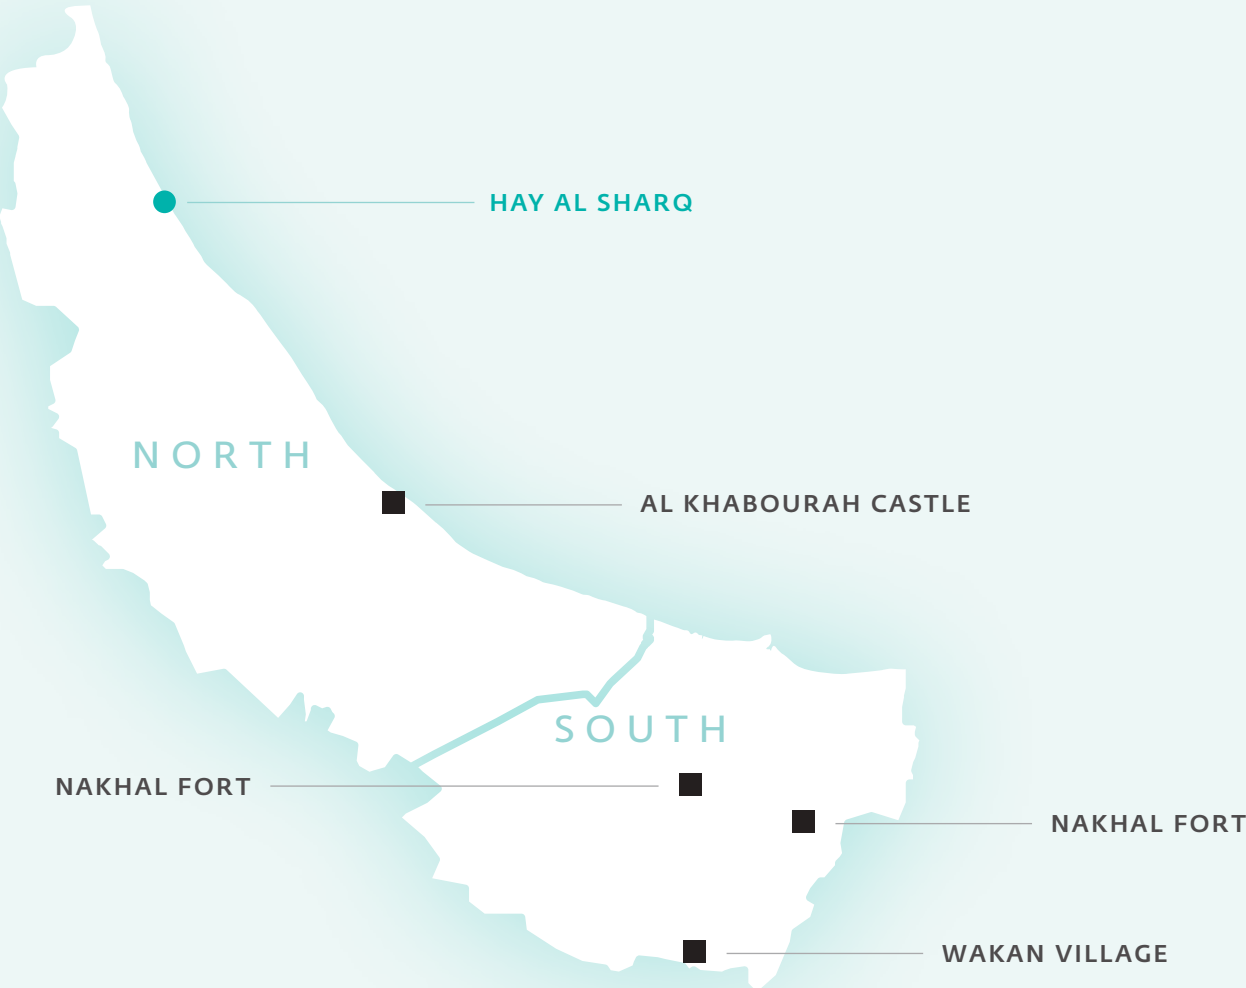 HAY AL SHARQ
NORTH
AL KHABOURAH CASTLE
SOUTH
NAKHAL FORT
NAKHAL FORT
WAKAN VILLAGE